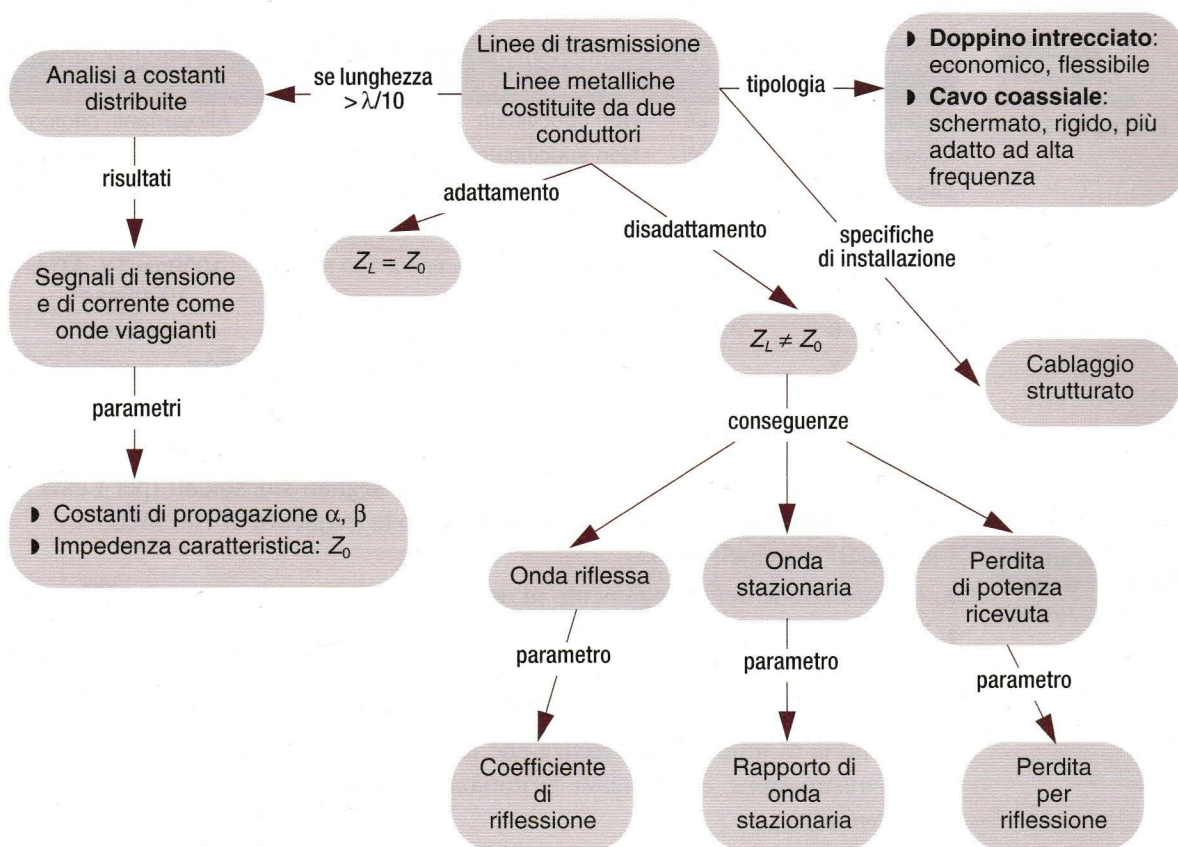 Linee di trasmissione
Linee metalliche
costituite da due
conduttori
se lunghezza
> λ/10
Analisi a costanti
distribuite
risultati
Segnali di tensione
e di corrente come
onde viaggianti
parametri
◗ Costanti di propagazione α, β
◗ Impedenza caratteristica: Z₀
tipologia
◗ Doppino intrecciato:
economico, flessibile
◗ Cavo coassiale:
schermato, rigido, più
adatto ad alta
frequenza
adattamento
Z_L = Z₀
disadattamento
Z_L ≠ Z₀
specifiche
di installazione
Cablaggio
strutturato
conseguenze
Onda riflessa
parametro
Coefficiente
di
riflessione
Onda
stazionaria
parametro
Rapporto di
onda
stazionaria
Perdita
di potenza
ricevuta
parametro
Perdita
per
riflessione